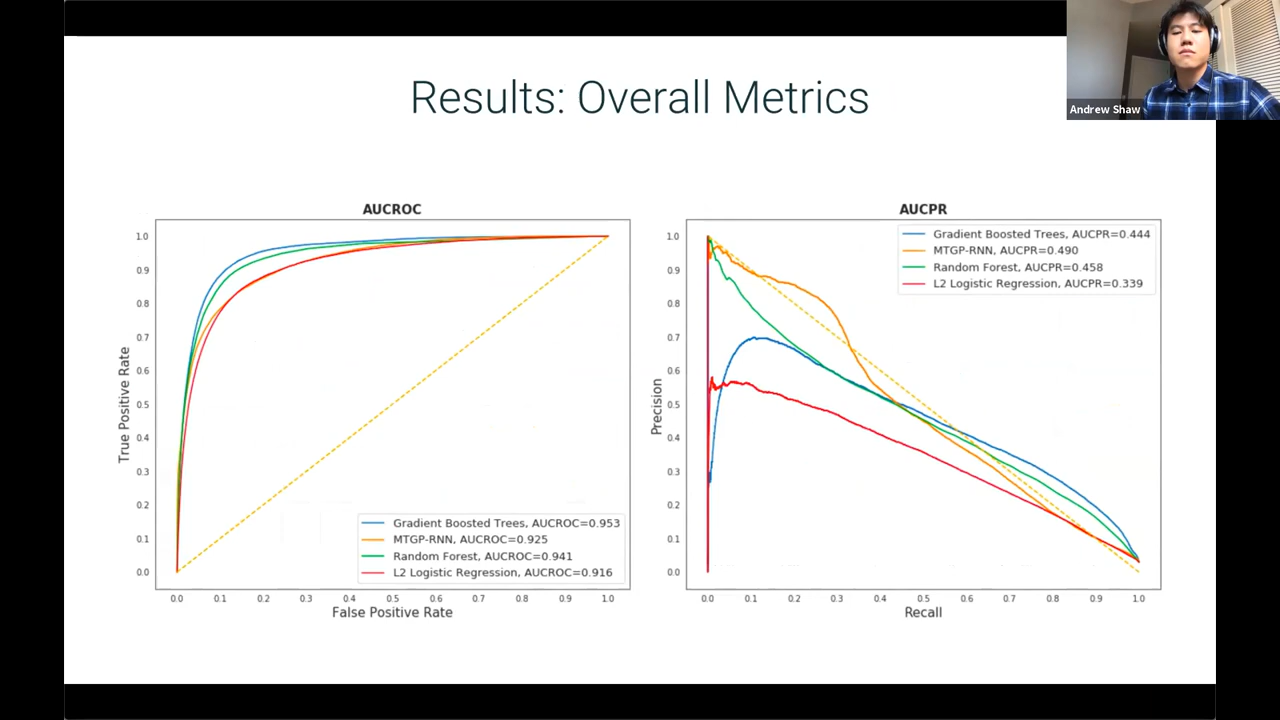 Andrew Shaw
Results: Overall Metrics
AUCROC
1.0
0.9
0.8
0.7
0.6
0.5
0.4
0.3
0.2
0.1
0.0
True Positive Rate
Gradient Boosted Trees, AUCROC=0.953
MTGP-RNN, AUCROC=0.925
Random Forest, AUCROC=0.941
L2 Logistic Regression, AUCROC=0.916
0.0 0.1 0.2 0.3 0.4 0.5 0.6 0.7 0.8 0.9 1.0
False Positive Rate
AUCPR
Gradient Boosted Trees, AUCPR=0.444
MTGP-RNN, AUCPR=0.490
Random Forest, AUCPR=0.458
L2 Logistic Regression, AUCPR=0.339
1.0
0.9
0.8
0.7
0.6
0.5
0.4
0.3
0.2
0.1
0.0
Precision
0.0 0.1 0.2 0.3 0.4 0.5 0.6 0.7 0.8 0.9 1.0
Recall